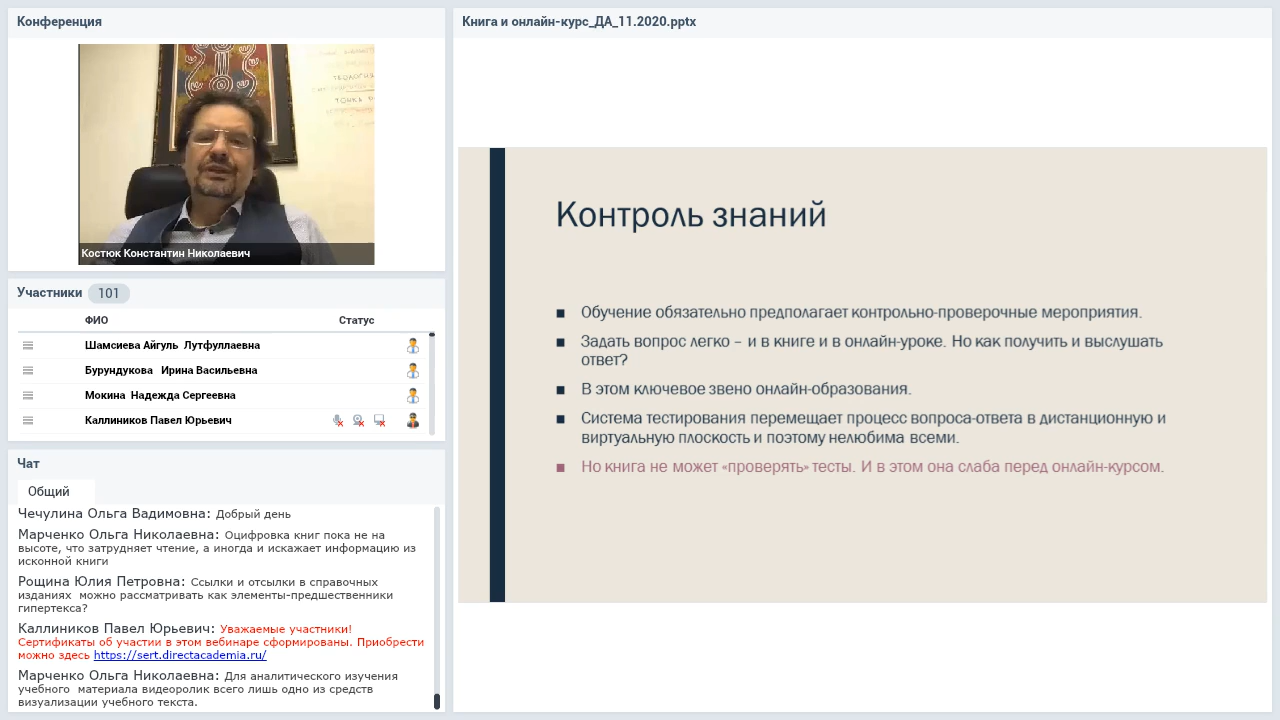 Конференция
ТЕОЛОГИЯ
ТОЧКА
Костюк Константин Николаевич
Участники 101
ФИО Статус
Шамсиева Айгуль Лутфуллаевна
Бурундукова Ирина Васильевна
Мокина Надежда Сергеевна
Каллиников Павел Юрьевич
Чат
Общий
Чечулина Ольга Вадимовна: Добрый день
Марченко Ольга Николаевна: Оцифровка книг пока не на
высоте, что затрудняет чтение, а иногда и искажает информацию из
исконной книги
Рощина Юлия Петровна: Ссылки и отсылки в справочных
изданиях можно рассматривать как элементы-предшественники
гипертекса?
Каллиников Павел Юрьевич: Уважаемые участники!
Сертификаты об участии в этом вебинаре сформированы. Приобрести
можно здесь https://sert.directacademia.ru/
Марченко Ольга Николаевна: Для аналитического изучения
учебного материала видеоролик всего лишь одно из средств
визуализации учебного текста.
Книга и онлайн-курс_ДА_11.2020.pptx
Контроль знаний
■ Обучение обязательно предполагает контрольно-проверочные мероприятия.
■ Задать вопрос легко – и в книге и в онлайн-уроке. Но как получить и выслушать
ответ?
■ В этом ключевое звено онлайн-образования.
■ Система тестирования перемещает процесс вопроса-ответа в дистанционную и
виртуальную плоскость и поэтому нелюбима всеми.
■ Но книга не может «проверять» тесты. И в этом она слаба перед онлайн-курсом.